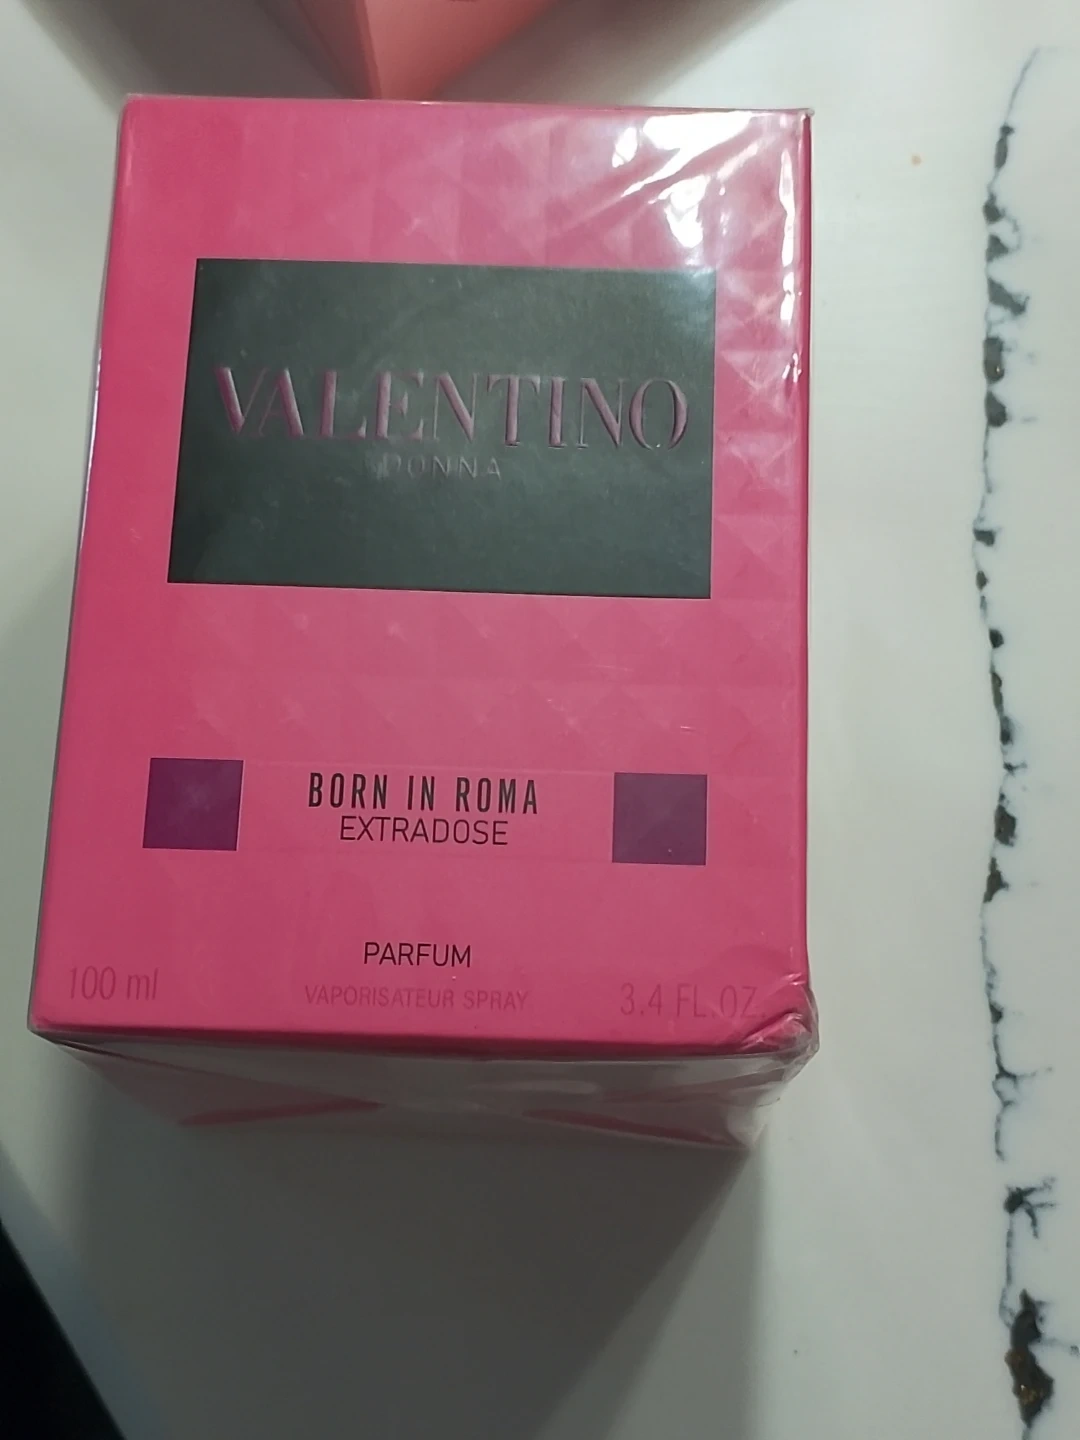 VALENTINO
DONNA
BORN IN ROMA
EXTRADOSE
PARFUM
100 ml
VAPORISATEUR SPRAY
3.4 FL.OZ.